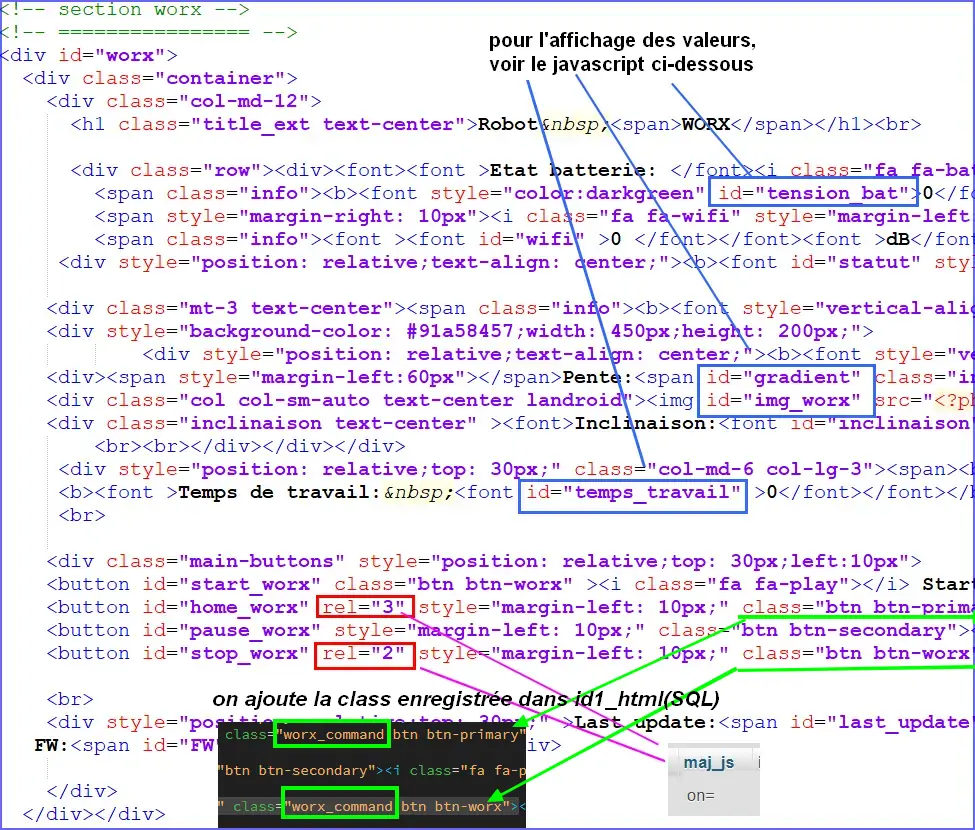 <!-- section worx -->
<!-- ================ -->
pour l'affichage des valeurs,
voir le javascript ci-dessous
<div id="worx">
<div class="container">
<div class="col-md-12">
<h1 class="title_ext text-center">Robot&nbsp;<span>WORX</span></h1><br>
<div class="row"><div><font><font >Etat batterie: </font><i class="fa fa-bat
<span class="info"><b><font style="color:darkgreen" id="tension_bat">0</fo
<span style="margin-right: 10px"><i class="fa fa-wifi" style="margin-left
<span class="info"><font ><font id="wifi" >0 </font></font><font >dB</font
<div style="position: relative;text-align: center;"><b><font id="statut" styl
<div class="mt-3 text-center"><span class="info"><b><font style="vertical-alig
<div style="background-color: #91a58457;width: 450px;height: 200px;">
<div style="position: relative;text-align: center;"><b><font style="ve
<div><span style="margin-left:60px"></span>Pente:<span id="gradient" class="in
<div class="col col-sm-auto text-center landroid"><img id="img_worx" src="<?ph
<div class="inclinaison text-center" ><font>Inclinaison:<font id="inclinaison"
<br><br></div></div></div>
<div style="position: relative;top: 30px;" class="col-md-6 col-lg-3"><span><b
<b><font >Temps de travail:&nbsp;<font id="temps_travail" >0</font></font></b
<br>
<div class="main-buttons" style="position: relative;top: 30px;left:10px">
<button id="start_worx" class="btn btn-worx" ><i class="fa fa-play"></i> Start
<button id="home_worx" rel="3" style="margin-left: 10px;" class="btn btn-prima
<button id="pause_worx" style="margin-left: 10px;" class="btn btn-secondary">
<button id="stop_worx" rel="2" style="margin-left: 10px;" class="btn btn-worx"
on ajoute la class enregistrée dans id1_html(SQL)
<br>
<div style="position: relative;top: 30px;" >Last update:<span id="last_update"
FW:<span id="FW" iv>
class="worx_command btn btn-primary"
"btn btn-secondary"><i class="fa fa-p
" class="worx_command btn btn-worx"><
maj_js i
on=
</div>
</div></div>